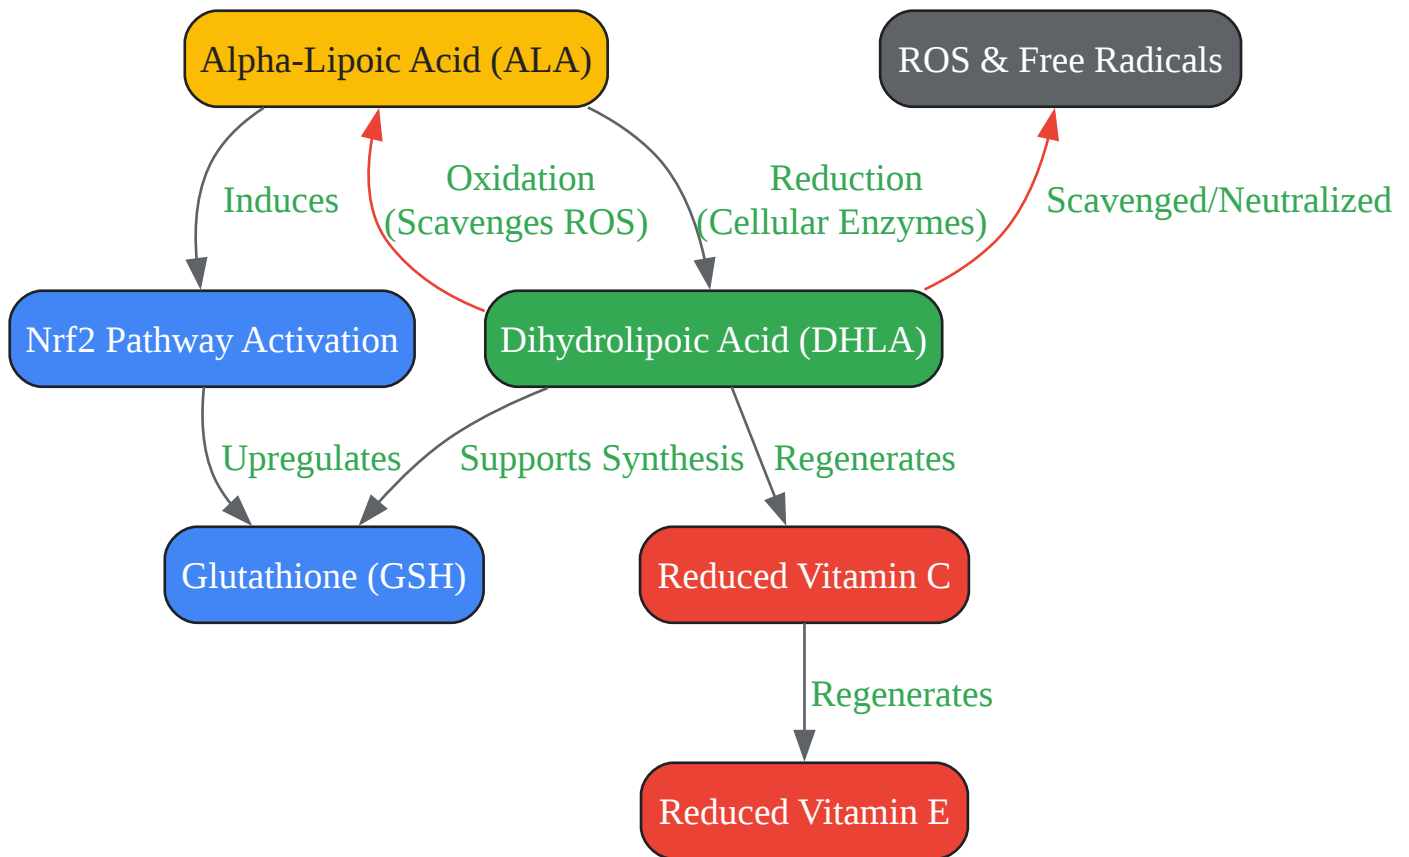 Alpha-Lipoic Acid (ALA)
ROS & Free Radicals
Induces
Oxidation
(Scavenges ROS)
Reduction
(Cellular Enzymes)
Scavenged/Neutralized
Nrf2 Pathway Activation
Dihydrolipoic Acid (DHLA)
Upregulates
Supports Synthesis
Regenerates
Glutathione (GSH)
Reduced Vitamin C
Regenerates
Reduced Vitamin E